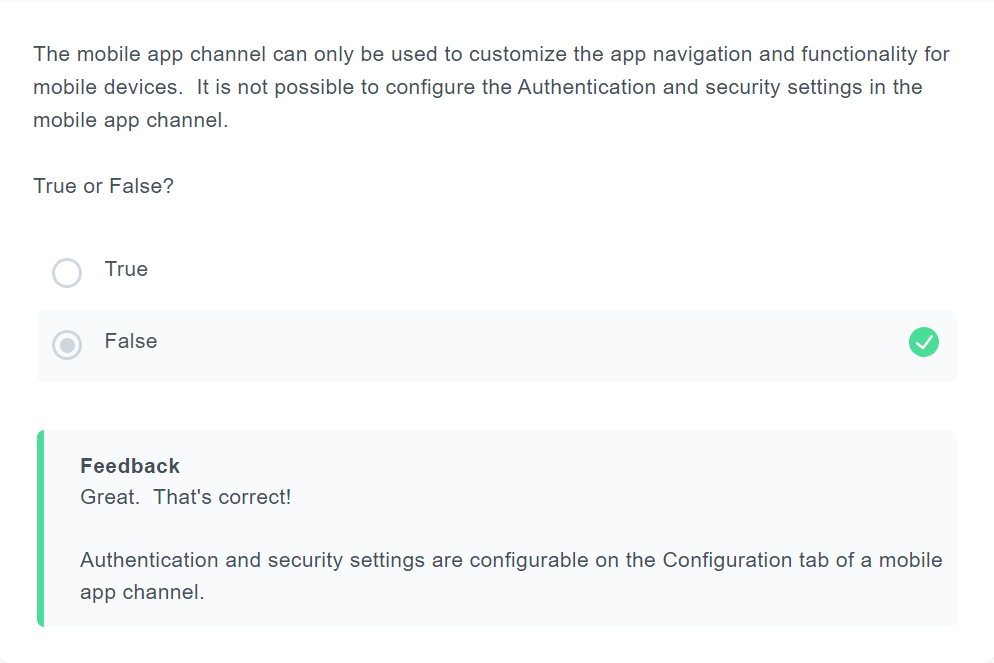 The mobile app channel can only be used to customize the app navigation and functionality for
mobile devices.  It is not possible to configure the Authentication and security settings in the
mobile app channel.
True or False?
True
False
Feedback
Great.  That's correct!
Authentication and security settings are configurable on the Configuration tab of a mobile
app channel.